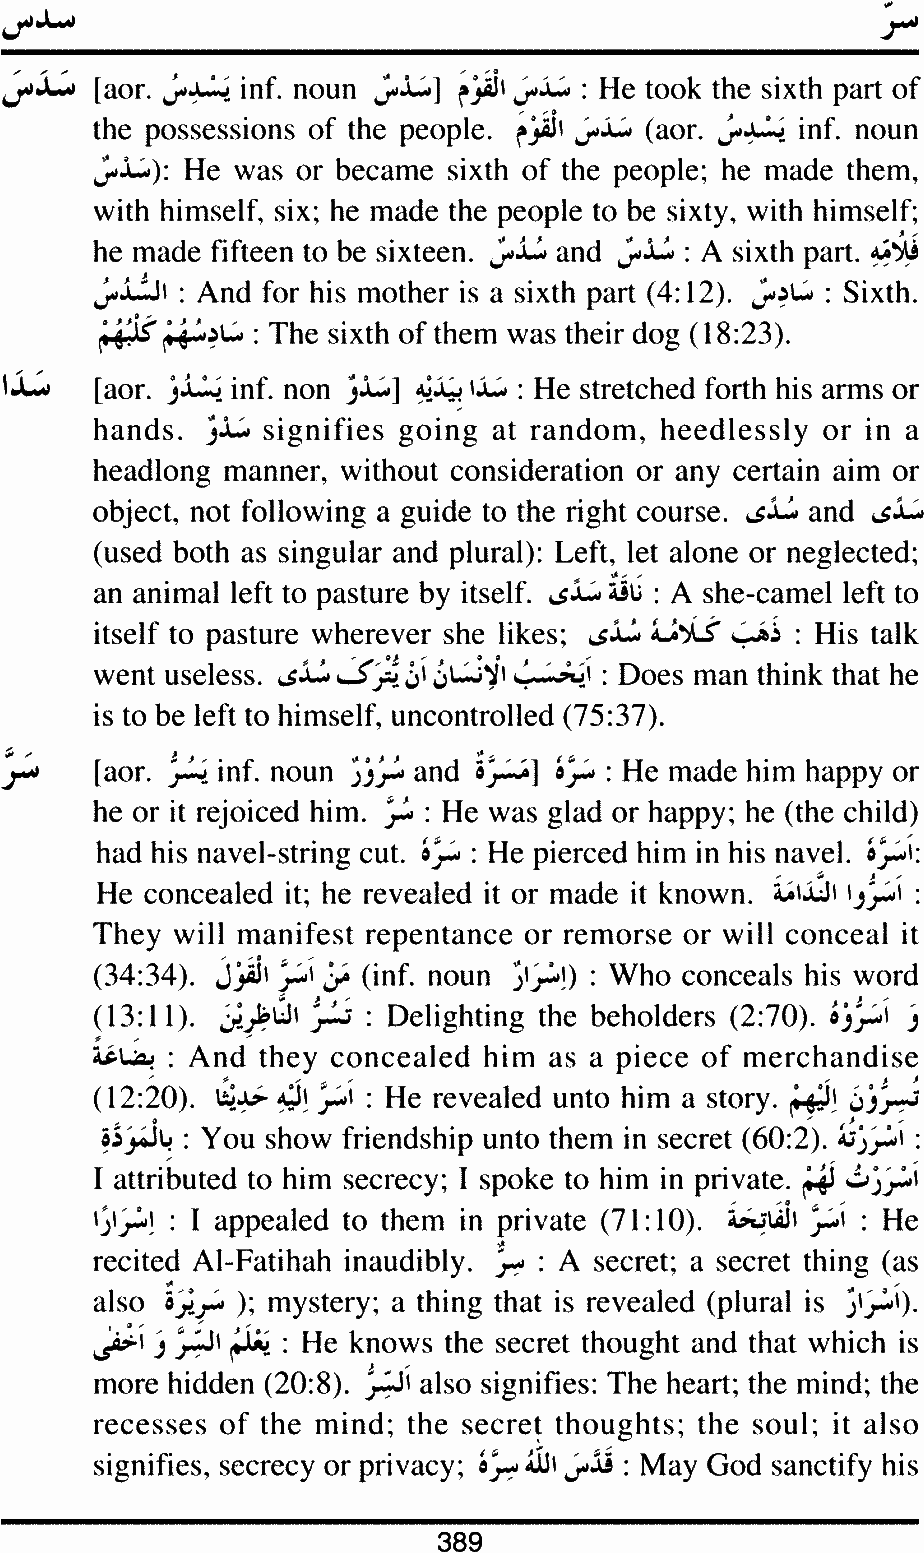 سدس سرّ
سَدَسَ [aor. يَسْدِسُ inf. noun سَدْسٌ] سَدَسَ الْقَوْمَ : He took the sixth part of
the possessions of the people. سَدَسَ الْقَوْمَ (aor. يَسْدِسُ inf. noun
سَدْسٌ): He was or became sixth of the people; he made them,
with himself, six; he made the people to be sixty, with himself;
he made fifteen to be sixteen. سُدُسٌ and سُدْسٌ : A sixth part. فَلِأُمِّهِ
السُّدُسُ : And for his mother is a sixth part (4:12). سَادِسٌ : Sixth.
سَادِسُهُمْ كَلْبُهُمْ : The sixth of them was their dog (18:23).
سَدَا [aor. يَسْدُوْ inf. non سَدْوٌ] سَدَا بِيَدَيْهِ : He stretched forth his arms or
hands. سَدْوٌ signifies going at random, heedlessly or in a
headlong manner, without consideration or any certain aim or
object, not following a guide to the right course. سُدًى and سَدًى
(used both as singular and plural): Left, let alone or neglected;
an animal left to pasture by itself. نَاقَةٌ سَدًى : A she-camel left to
itself to pasture wherever she likes; ذَهَبَ كَلَامُهُ سُدًى : His talk
went useless. اَيَحْسَبُ الْاِنْسَانُ اَنْ يُّتْرَكَ سُدًى : Does man think that he
is to be left to himself, uncontrolled (75:37).
سَرَّ [aor. يَسُرُّ inf. noun سُرُوْرٌ and مَسَرَّةٌ] سَرَّهُ : He made him happy or
he or it rejoiced him. سُرَّ : He was glad or happy; he (the child)
had his navel-string cut. سَرَّهُ : He pierced him in his navel. اَسَرَّهُ:
He concealed it; he revealed it or made it known. اَسَرُّوا النَّدَامَةَ :
They will manifest repentance or remorse or will conceal it
(34:34). مَنْ اَسَرَّ الْقَوْلَ (inf. noun اِسْرَارٌ) : Who conceals his word
(13:11). تَسُرُّ النَّاظِرِيْنَ : Delighting the beholders (2:70). وَ اَسَرُّوْهُ
بِضَاعَةً : And they concealed him as a piece of merchandise
(12:20). اَسَرَّ اِلَيْهِ حَدِيْثًا : He revealed unto him a story. تُسِرُّوْنَ اِلَيْهِمْ
بِالْمَوَدَّةِ : You show friendship unto them in secret (60:2). اَسْرَرْتُهُ :
I attributed to him secrecy; I spoke to him in private. اَسْرَرْتُ لَهُمْ
اِسْرَارًا : I appealed to them in private (71:10). اَسَرَّ الْفَاتِحَةَ : He
recited Al-Fatihah inaudibly. سِرٌّ : A secret; a secret thing (as
also سَرِيْرَةٌ ); mystery; a thing that is revealed (plural is اَسْرَارٌ).
يَعْلَمُ السِّرَّ وَ اَخْفٰى : He knows the secret thought and that which is
more hidden (20:8). اَلسِّرُّ also signifies: The heart; the mind; the
recesses of the mind; the secret thoughts; the soul; it also
signifies, secrecy or privacy; قَدَّسَ اللّٰهُ سِرَّهُ : May God sanctify his
389